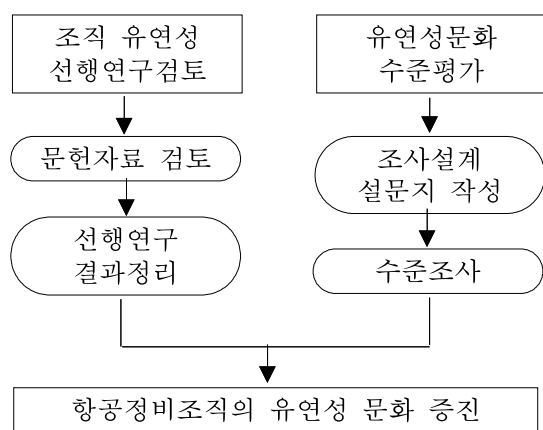 조직 유연성
선행연구검토
문헌자료 검토
선행연구
결과정리
유연성문화
수준평가
조사설계
설문지 작성
수준조사
항공정비조직의 유연성 문화 증진